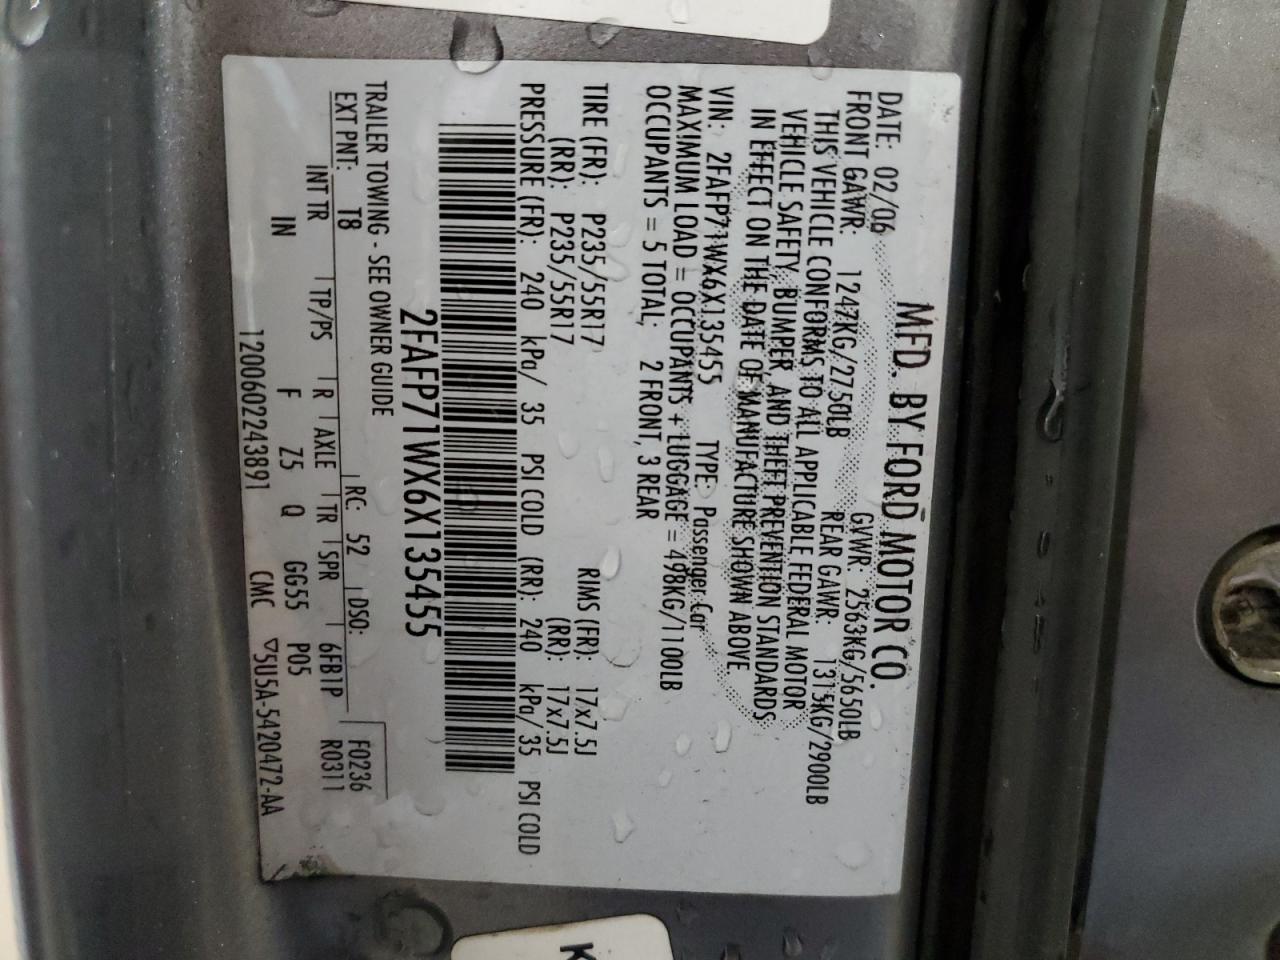 MFD. BY FORD MOTOR CO.
DATE: 02/06 GVWR: 2563KG/5650LB
FRONT GAWR: 1247KG/2750LB REAR GAWR: 1315KG/2900LB
THIS VEHICLE CONFORMS TO ALL APPLICABLE FEDERAL MOTOR
VEHICLE SAFETY, BUMPER, AND THEFT PREVENTION STANDARDS
IN EFFECT ON THE DATE OF MANUFACTURE SHOWN ABOVE
VIN: 2FAFP71WX6X135455 TYPE: Passenger Car
MAXIMUM LOAD = OCCUPANTS + LUGGAGE = 498KG/1100LB
OCCUPANTS = 5 TOTAL, 2 FRONT, 3 REAR
TIRE (FR): P235/55R17 RIMS (FR): 17x7.5J
(RR): P235/55R17 (RR): 17x7.5J
PRESSURE (FR): 240 kPa/ 35 PSI COLD (RR): 240 kPa/ 35 PSI COLD
2FAFP71WX6X135455
TRAILER TOWING - SEE OWNER GUIDE
EXT PNT: T8 RC: 52 DSO: F0236
INT TR TP/PS R AXLE TR SPR 6FB1P R0311
IN F Z5 Q GG55 P05
1200602243891 CMC ▽5U5A-5420472-AA
K